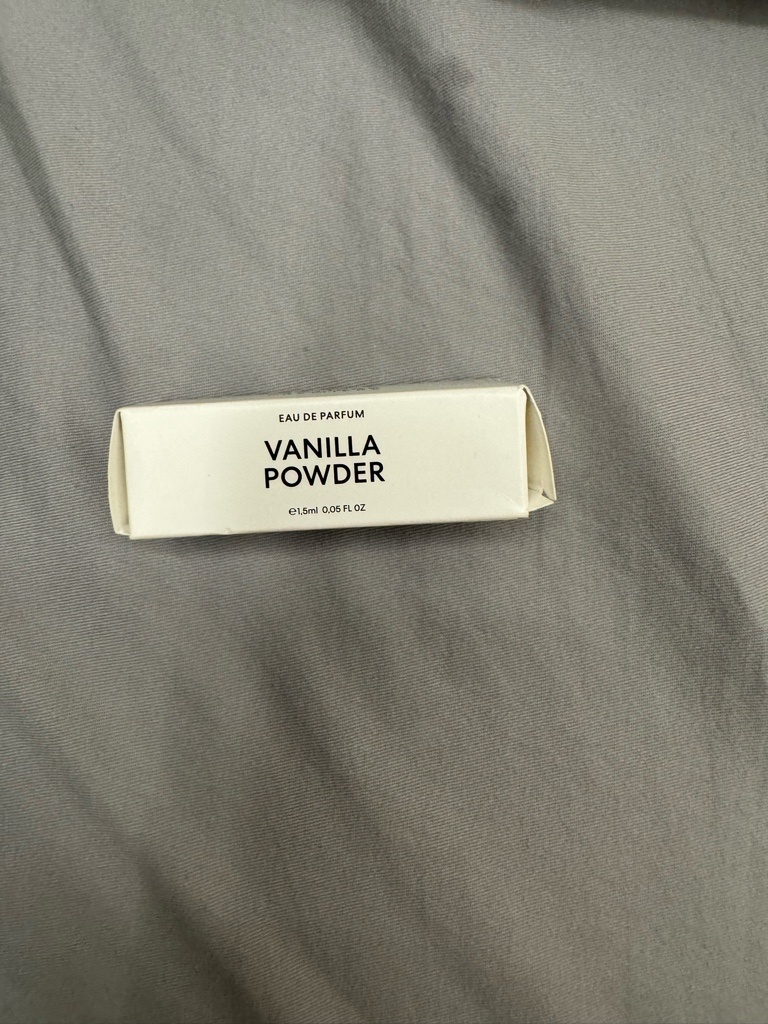 EAU DE PARFUM
VANILLA
POWDER
℮1,5ml 0,05 FL OZ